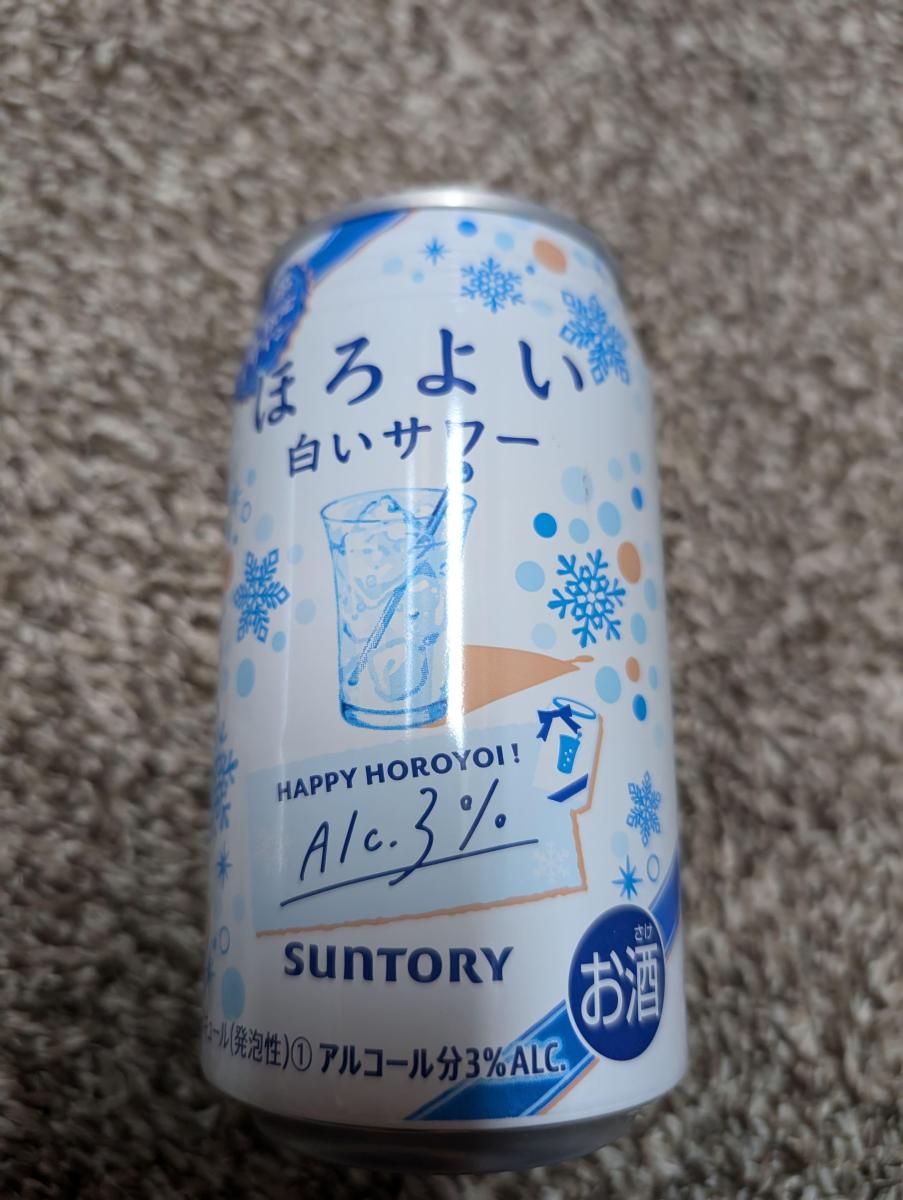 ほろよい
白いサワー
HAPPY HOROYOI!
Alc.3%
SUNTORY
さけ
お酒
(発泡性)① アルコール分3%ALC.